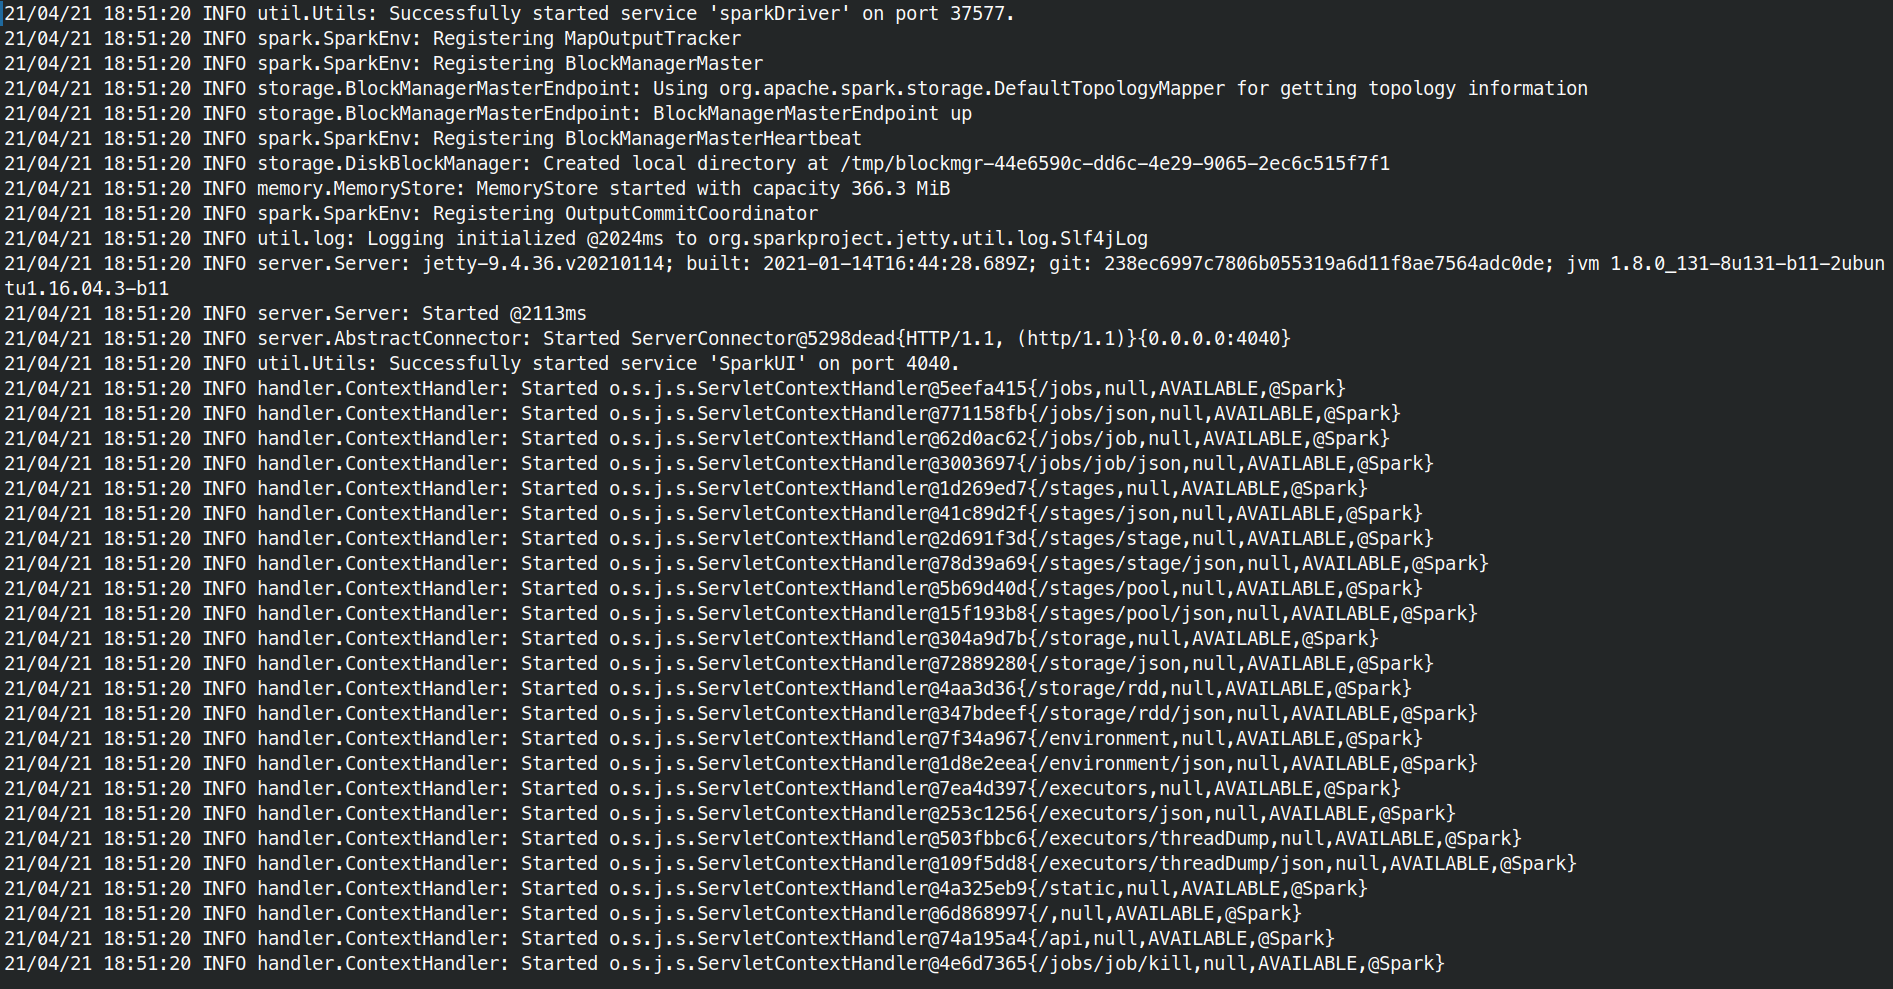 21/04/21 18:51:20 INFO util.Utils: Successfully started service 'sparkDriver' on port 37577.
21/04/21 18:51:20 INFO spark.SparkEnv: Registering MapOutputTracker
21/04/21 18:51:20 INFO spark.SparkEnv: Registering BlockManagerMaster
21/04/21 18:51:20 INFO storage.BlockManagerMasterEndpoint: Using org.apache.spark.storage.DefaultTopologyMapper for getting topology information
21/04/21 18:51:20 INFO storage.BlockManagerMasterEndpoint: BlockManagerMasterEndpoint up
21/04/21 18:51:20 INFO spark.SparkEnv: Registering BlockManagerMasterHeartbeat
21/04/21 18:51:20 INFO storage.DiskBlockManager: Created local directory at /tmp/blockmgr-44e6590c-dd6c-4e29-9065-2ec6c515f7f1
21/04/21 18:51:20 INFO memory.MemoryStore: MemoryStore started with capacity 366.3 MiB
21/04/21 18:51:20 INFO spark.SparkEnv: Registering OutputCommitCoordinator
21/04/21 18:51:20 INFO util.log: Logging initialized @2024ms to org.sparkproject.jetty.util.log.Slf4jLog
21/04/21 18:51:20 INFO server.Server: jetty-9.4.36.v20210114; built: 2021-01-14T16:44:28.689Z; git: 238ec6997c7806b055319a6d11f8ae7564adc0de; jvm 1.8.0_131-8u131-b11-2ubun
tu1.16.04.3-b11
21/04/21 18:51:20 INFO server.Server: Started @2113ms
21/04/21 18:51:20 INFO server.AbstractConnector: Started ServerConnector@5298dead{HTTP/1.1, (http/1.1)}{0.0.0.0:4040}
21/04/21 18:51:20 INFO util.Utils: Successfully started service 'SparkUI' on port 4040.
21/04/21 18:51:20 INFO handler.ContextHandler: Started o.s.j.s.ServletContextHandler@5eefa415{/jobs,null,AVAILABLE,@Spark}
21/04/21 18:51:20 INFO handler.ContextHandler: Started o.s.j.s.ServletContextHandler@771158fb{/jobs/json,null,AVAILABLE,@Spark}
21/04/21 18:51:20 INFO handler.ContextHandler: Started o.s.j.s.ServletContextHandler@62d0ac62{/jobs/job,null,AVAILABLE,@Spark}
21/04/21 18:51:20 INFO handler.ContextHandler: Started o.s.j.s.ServletContextHandler@3003697{/jobs/job/json,null,AVAILABLE,@Spark}
21/04/21 18:51:20 INFO handler.ContextHandler: Started o.s.j.s.ServletContextHandler@1d269ed7{/stages,null,AVAILABLE,@Spark}
21/04/21 18:51:20 INFO handler.ContextHandler: Started o.s.j.s.ServletContextHandler@41c89d2f{/stages/json,null,AVAILABLE,@Spark}
21/04/21 18:51:20 INFO handler.ContextHandler: Started o.s.j.s.ServletContextHandler@2d691f3d{/stages/stage,null,AVAILABLE,@Spark}
21/04/21 18:51:20 INFO handler.ContextHandler: Started o.s.j.s.ServletContextHandler@78d39a69{/stages/stage/json,null,AVAILABLE,@Spark}
21/04/21 18:51:20 INFO handler.ContextHandler: Started o.s.j.s.ServletContextHandler@5b69d40d{/stages/pool,null,AVAILABLE,@Spark}
21/04/21 18:51:20 INFO handler.ContextHandler: Started o.s.j.s.ServletContextHandler@15f193b8{/stages/pool/json,null,AVAILABLE,@Spark}
21/04/21 18:51:20 INFO handler.ContextHandler: Started o.s.j.s.ServletContextHandler@304a9d7b{/storage,null,AVAILABLE,@Spark}
21/04/21 18:51:20 INFO handler.ContextHandler: Started o.s.j.s.ServletContextHandler@72889280{/storage/json,null,AVAILABLE,@Spark}
21/04/21 18:51:20 INFO handler.ContextHandler: Started o.s.j.s.ServletContextHandler@4aa3d36{/storage/rdd,null,AVAILABLE,@Spark}
21/04/21 18:51:20 INFO handler.ContextHandler: Started o.s.j.s.ServletContextHandler@347bdeef{/storage/rdd/json,null,AVAILABLE,@Spark}
21/04/21 18:51:20 INFO handler.ContextHandler: Started o.s.j.s.ServletContextHandler@7f34a967{/environment,null,AVAILABLE,@Spark}
21/04/21 18:51:20 INFO handler.ContextHandler: Started o.s.j.s.ServletContextHandler@1d8e2eea{/environment/json,null,AVAILABLE,@Spark}
21/04/21 18:51:20 INFO handler.ContextHandler: Started o.s.j.s.ServletContextHandler@7ea4d397{/executors,null,AVAILABLE,@Spark}
21/04/21 18:51:20 INFO handler.ContextHandler: Started o.s.j.s.ServletContextHandler@253c1256{/executors/json,null,AVAILABLE,@Spark}
21/04/21 18:51:20 INFO handler.ContextHandler: Started o.s.j.s.ServletContextHandler@503fbbc6{/executors/threadDump,null,AVAILABLE,@Spark}
21/04/21 18:51:20 INFO handler.ContextHandler: Started o.s.j.s.ServletContextHandler@109f5dd8{/executors/threadDump/json,null,AVAILABLE,@Spark}
21/04/21 18:51:20 INFO handler.ContextHandler: Started o.s.j.s.ServletContextHandler@4a325eb9{/static,null,AVAILABLE,@Spark}
21/04/21 18:51:20 INFO handler.ContextHandler: Started o.s.j.s.ServletContextHandler@6d868997{/,null,AVAILABLE,@Spark}
21/04/21 18:51:20 INFO handler.ContextHandler: Started o.s.j.s.ServletContextHandler@74a195a4{/api,null,AVAILABLE,@Spark}
21/04/21 18:51:20 INFO handler.ContextHandler: Started o.s.j.s.ServletContextHandler@4e6d7365{/jobs/job/kill,null,AVAILABLE,@Spark}